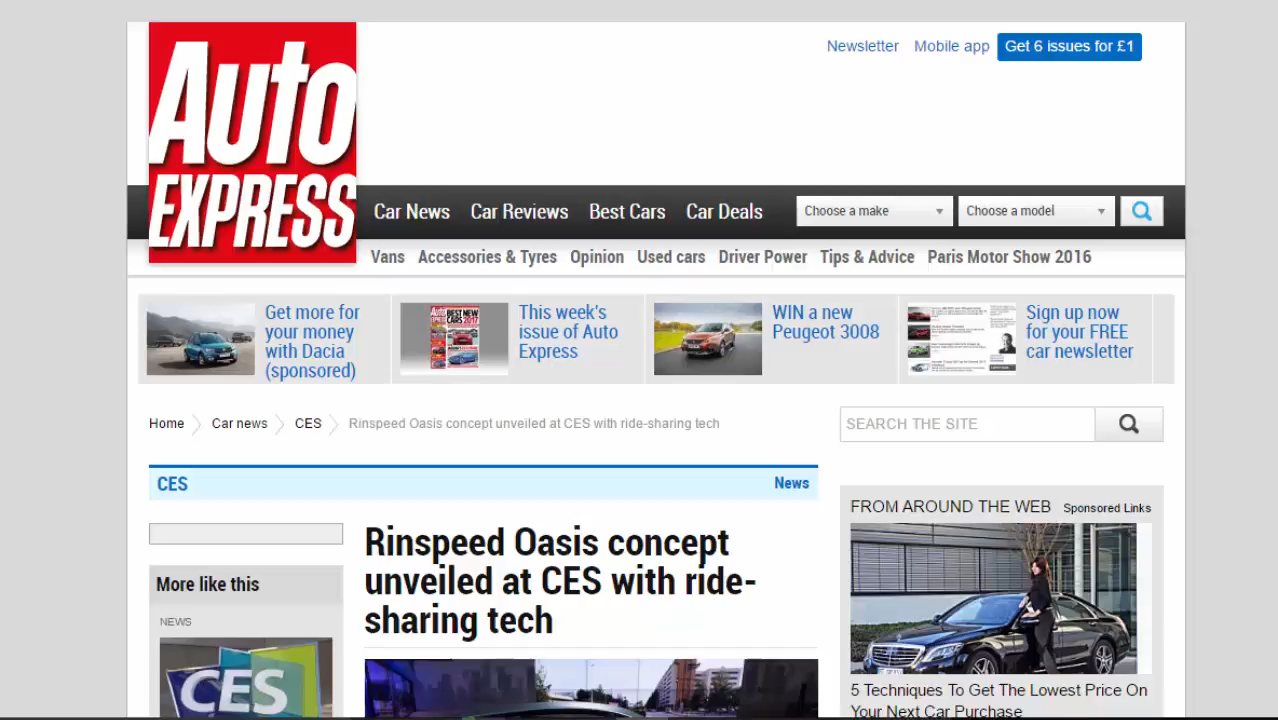 Auto
EXPRESS
Newsletter Mobile app Get 6 issues for £1
Car News Car Reviews Best Cars Car Deals Choose a make Choose a model
Vans Accessories & Tyres Opinion Used cars Driver Power Tips & Advice Paris Motor Show 2016
Get more for
your money
with Dacia
(sponsored)
This week's
issue of Auto
Express
WIN a new
Peugeot 3008
Sign up now
for your FREE
car newsletter
Home Car news CES Rinspeed Oasis concept unveiled at CES with ride-sharing tech
SEARCH THE SITE
CES News
Rinspeed Oasis concept
unveiled at CES with ride-
sharing tech
More like this
NEWS
CES
FROM AROUND THE WEB Sponsored Links
5 Techniques To Get The Lowest Price On
Your Next Car Purchase